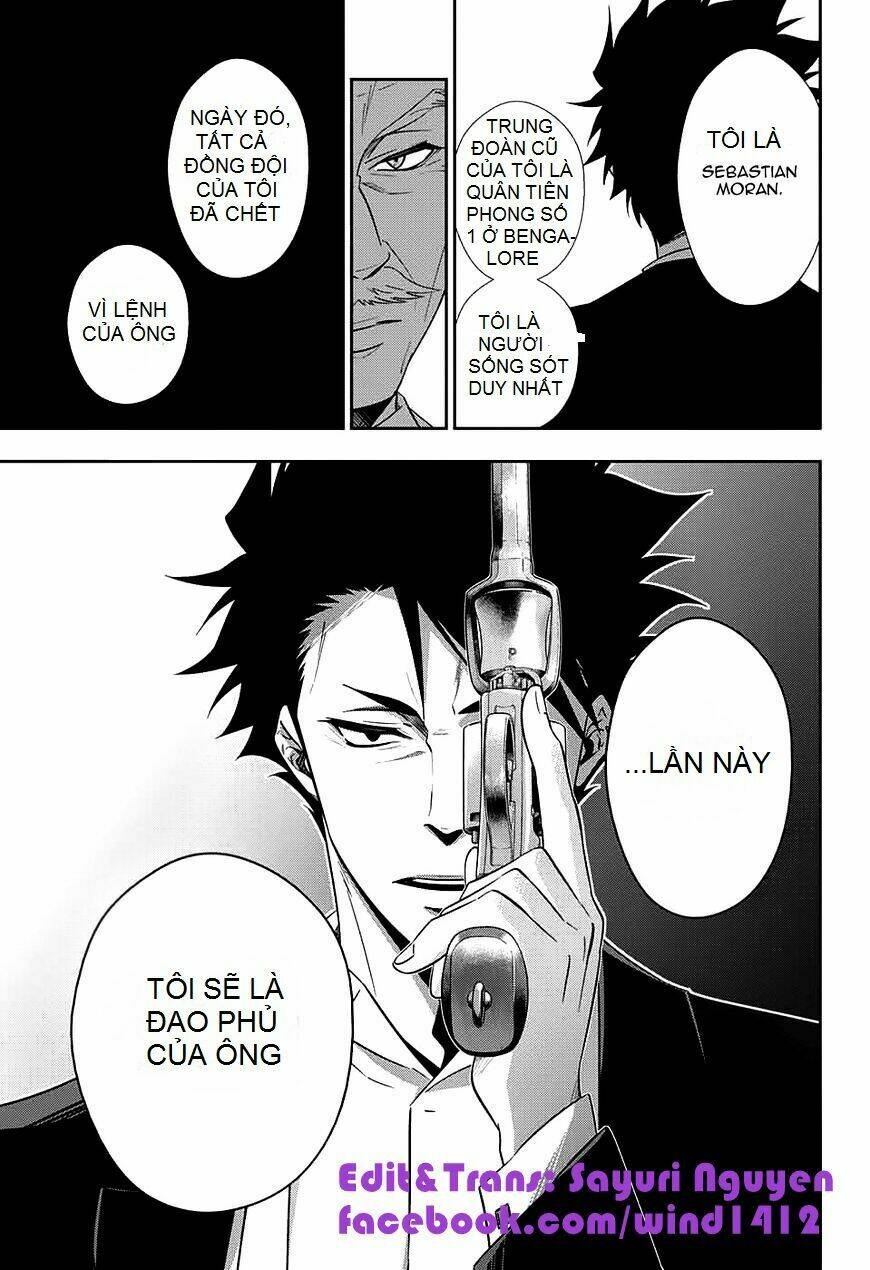 TÔI LÀ
SEBASTIAN
MORAN.
TRUNG
ĐOÀN CŨ
CỦA TÔI LÀ
QUÂN TIÊN
PHONG SỐ
1 Ở BENGA-
LORE
TÔI LÀ
NGƯỜI
SỐNG SÓT
DUY NHẤT
NGÀY ĐÓ,
TẤT CẢ
ĐỒNG ĐỘI
CỦA TÔI
ĐÃ CHẾT
VÌ LỆNH
CỦA ÔNG
...LẦN NÀY
TÔI SẼ LÀ
ĐAO PHỦ
CỦA ÔNG
Edit&Trans: Sayuri Nguyen
facebook.com/wind1412